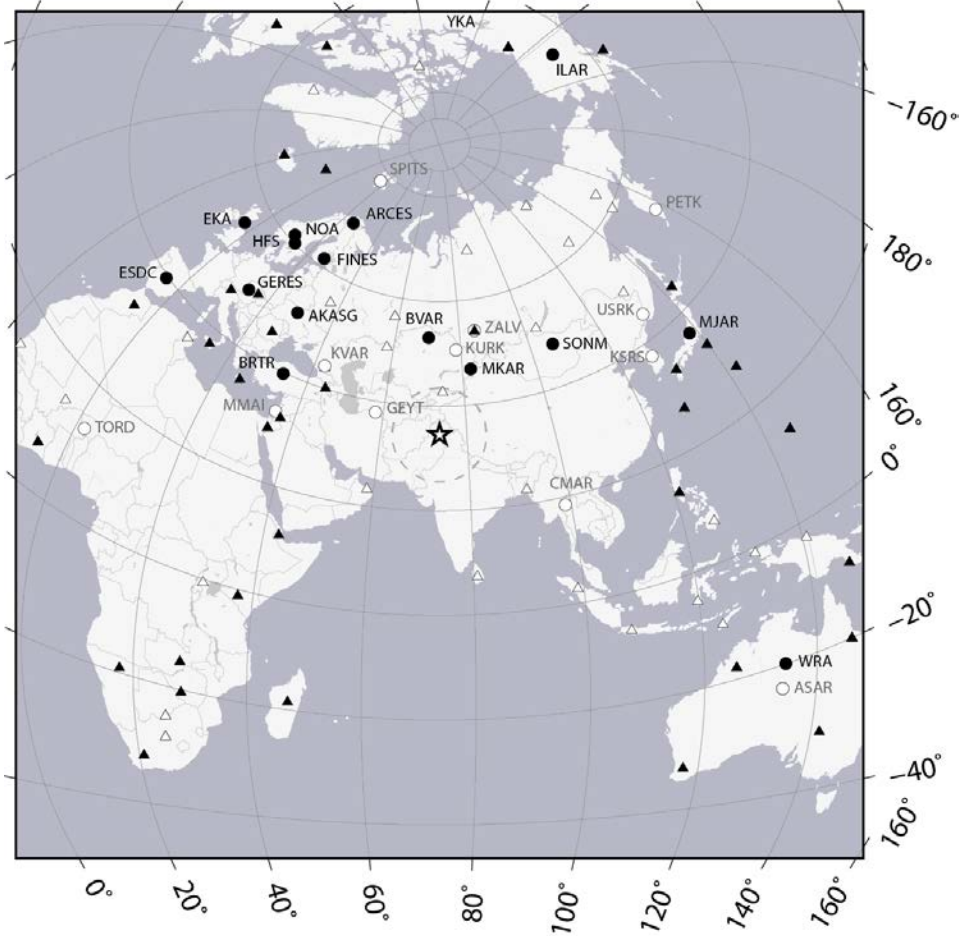 YKA
ILAR
−160˚
SPITS
PETK
EKA
NOA
ARCES
HFS
FINES
180˚
ESDC
GERES
AKASG
BVAR
ZALV
USRK
MJAR
KURK
SONM
KSRS
BRTR
KVAR
MKAR
MMAI
GEYT
160˚
TORD
0˚
CMAR
−20˚
WRA
ASAR
−40˚
160˚
0˚
20˚
40˚
60˚
80˚
100˚
120˚
140˚
160˚